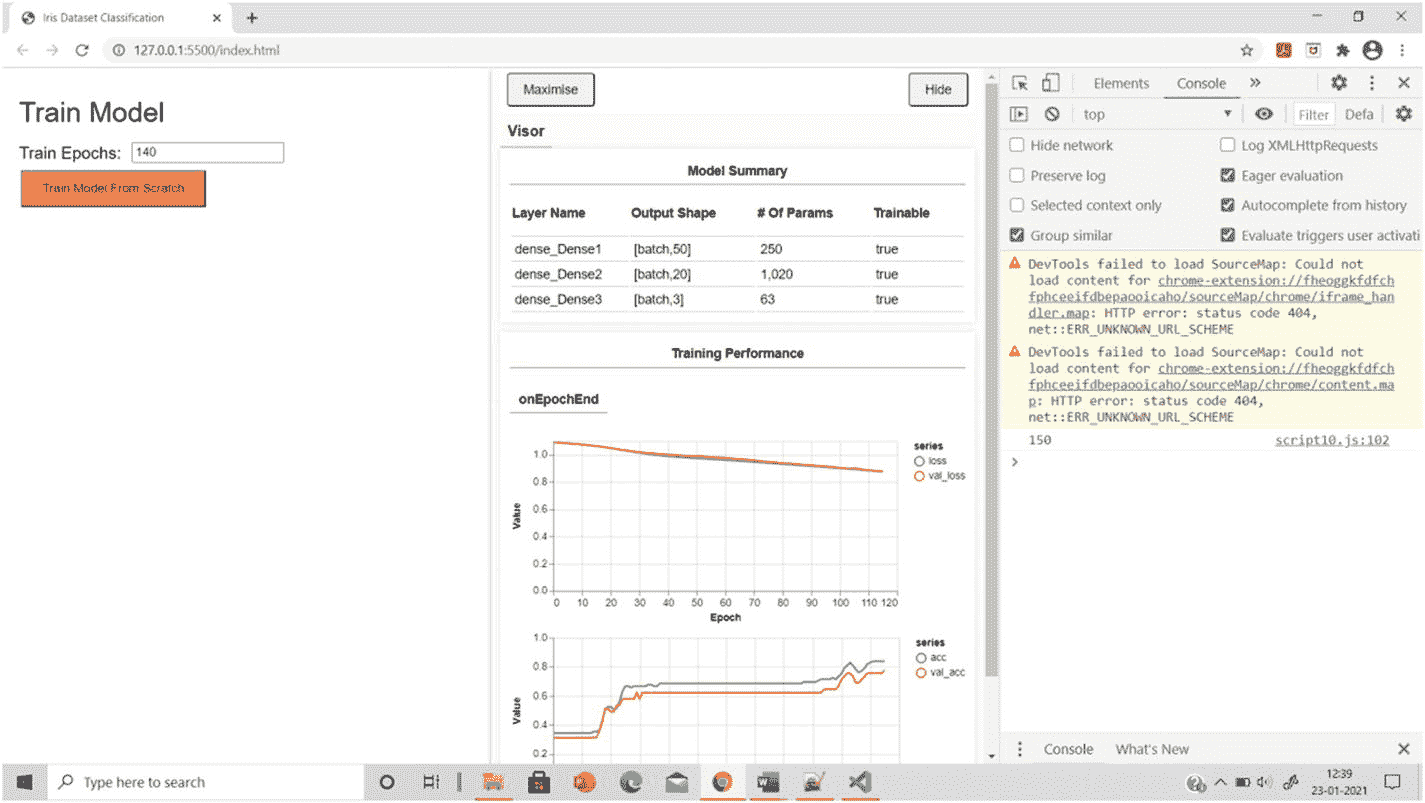 Iris Dataset Classification
127.0.0.1:5500/index.html
Train Model
Train Epochs: 140
Train Model From Scratch
Maximise Hide
Visor
Model Summary
Layer Name Output Shape # Of Params Trainable
dense_Dense1 [batch,50] 250 true
dense_Dense2 [batch,20] 1,020 true
dense_Dense3 [batch,3] 63 true
Training Performance
onEpochEnd
series
loss
val_loss
1.0
0.8
0.6
0.4
0.2
0.0
Value
0 10 20 30 40 50 60 70 80 90 100 110 120
Epoch
series
acc
val_acc
1.0
0.8
0.6
0.4
0.2
Value
Elements Console »
top Filter Defa
Hide network Log XMLHttpRequests
Preserve log Eager evaluation
Selected context only Autocomplete from history
Group similar Evaluate triggers user activati
DevTools failed to load SourceMap: Could not
load content for chrome-extension://fheoggkfdfch
fphceeifdbepaooicaho/sourceMap/chrome/iframe_han
dler.map: HTTP error: status code 404,
net::ERR_UNKNOWN_URL_SCHEME
DevTools failed to load SourceMap: Could not
load content for chrome-extension://fheoggkfdfch
fphceeifdbepaooicaho/sourceMap/chrome/content.ma
p: HTTP error: status code 404,
net::ERR_UNKNOWN_URL_SCHEME
150 script10.js:102
Console What's New
Type here to search
12:39
23-01-2021